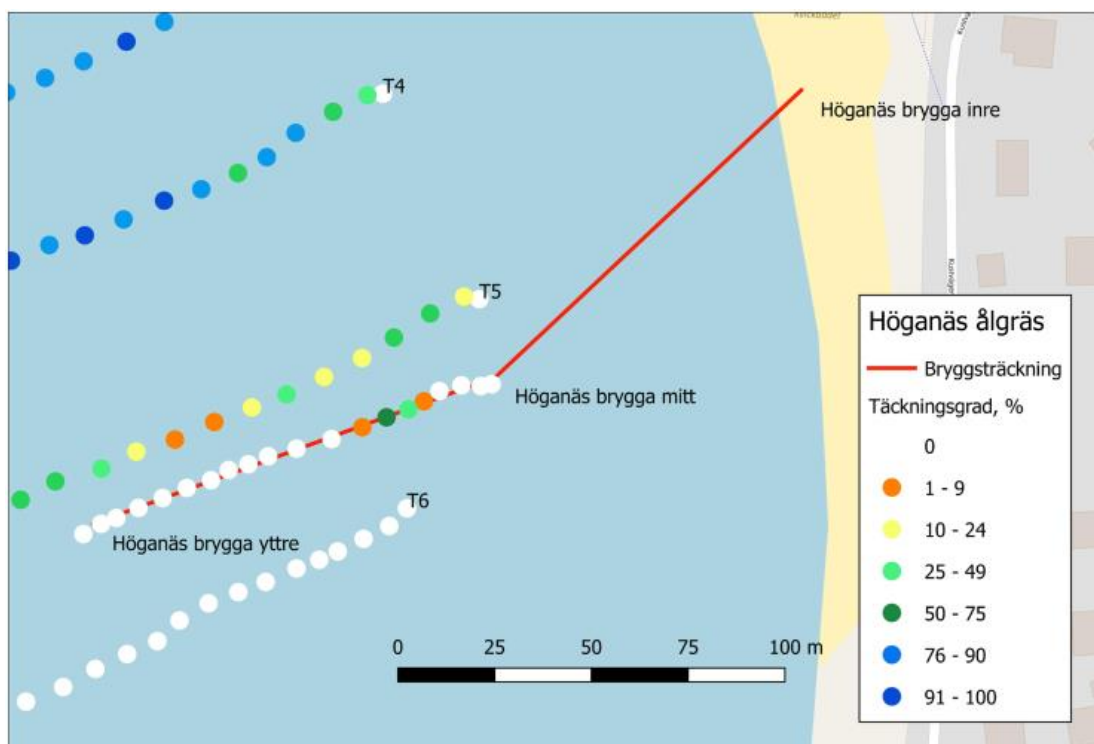 T4
Höganäs brygga inre
T5
Höganäs brygga mitt
Höganäs brygga yttre
T6
0 25 50 75 100 m
Höganäs ålgräs
Bryggsträckning
Täckningsgrad, %
0
1 - 9
10 - 24
25 - 49
50 - 75
76 - 90
91 - 100